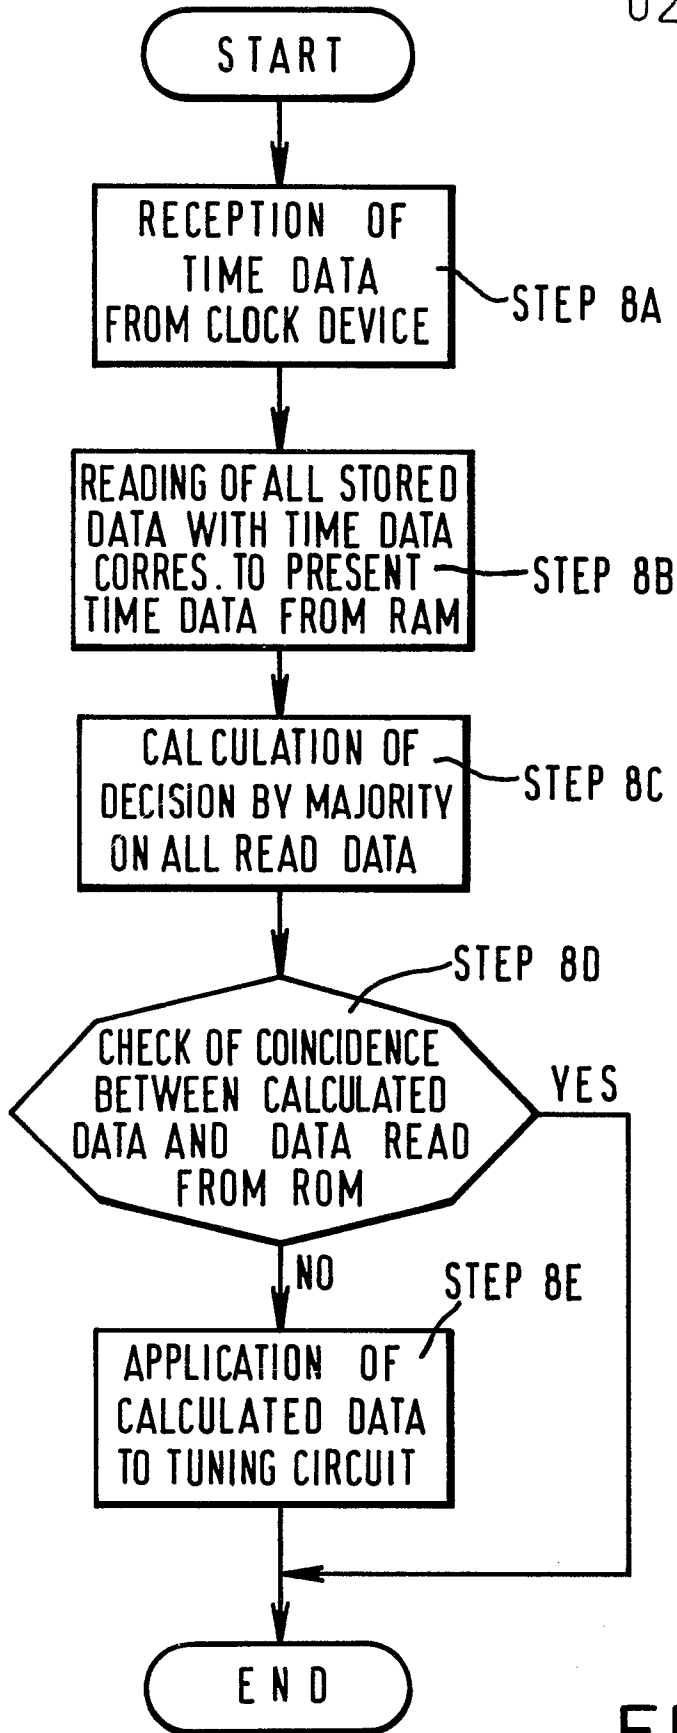 02
START
RECEPTION OF
TIME DATA
FROM CLOCK DEVICE
STEP 8A
READING OF ALL STORED
DATA WITH TIME DATA
CORRES. TO PRESENT
TIME DATA FROM RAM
STEP 8B
CALCULATION OF
DECISION BY MAJORITY
ON ALL READ DATA
STEP 8C
STEP 8D
CHECK OF COINCIDENCE
BETWEEN CALCULATED
DATA AND DATA READ
FROM ROM
YES
NO
STEP 8E
APPLICATION OF
CALCULATED DATA
TO TUNING CIRCUIT
END